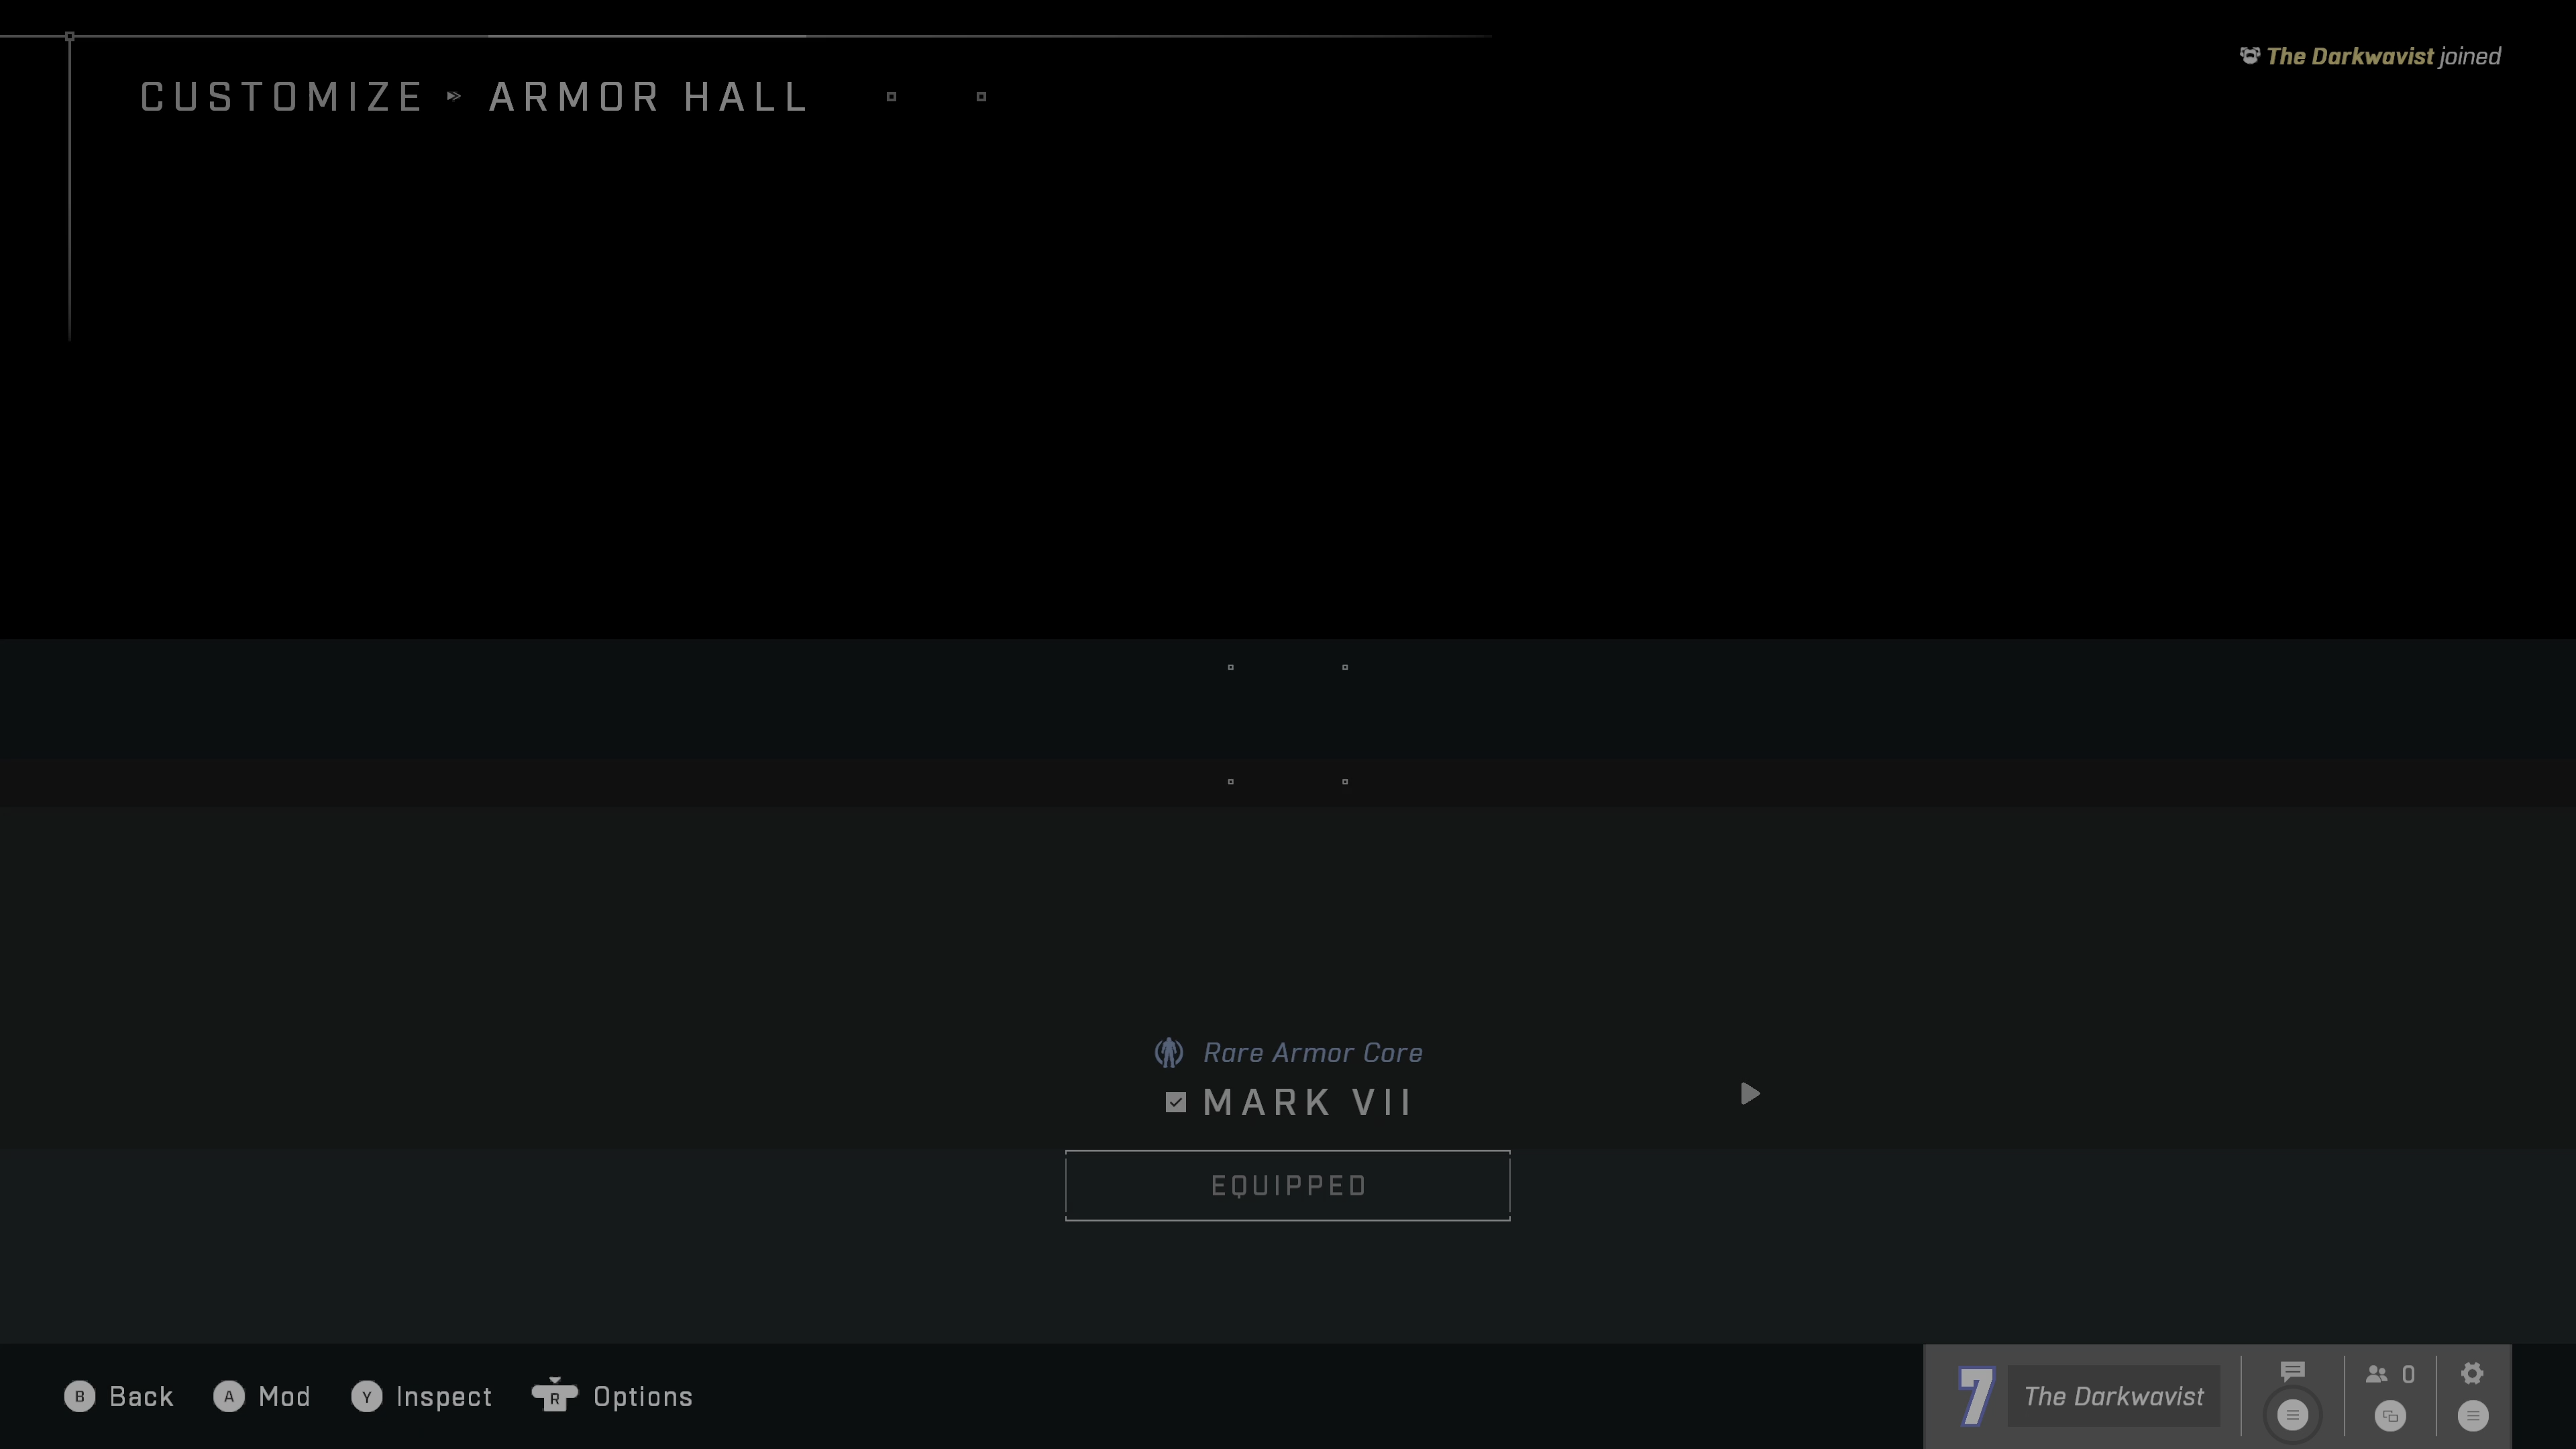 The Darkwavist joined
CUSTOMIZE ARMOR HALL
Rare Armor Core
MARK VII
EQUIPPED
B Back A Mod Y Inspect R Options
7 The Darkwavist 0